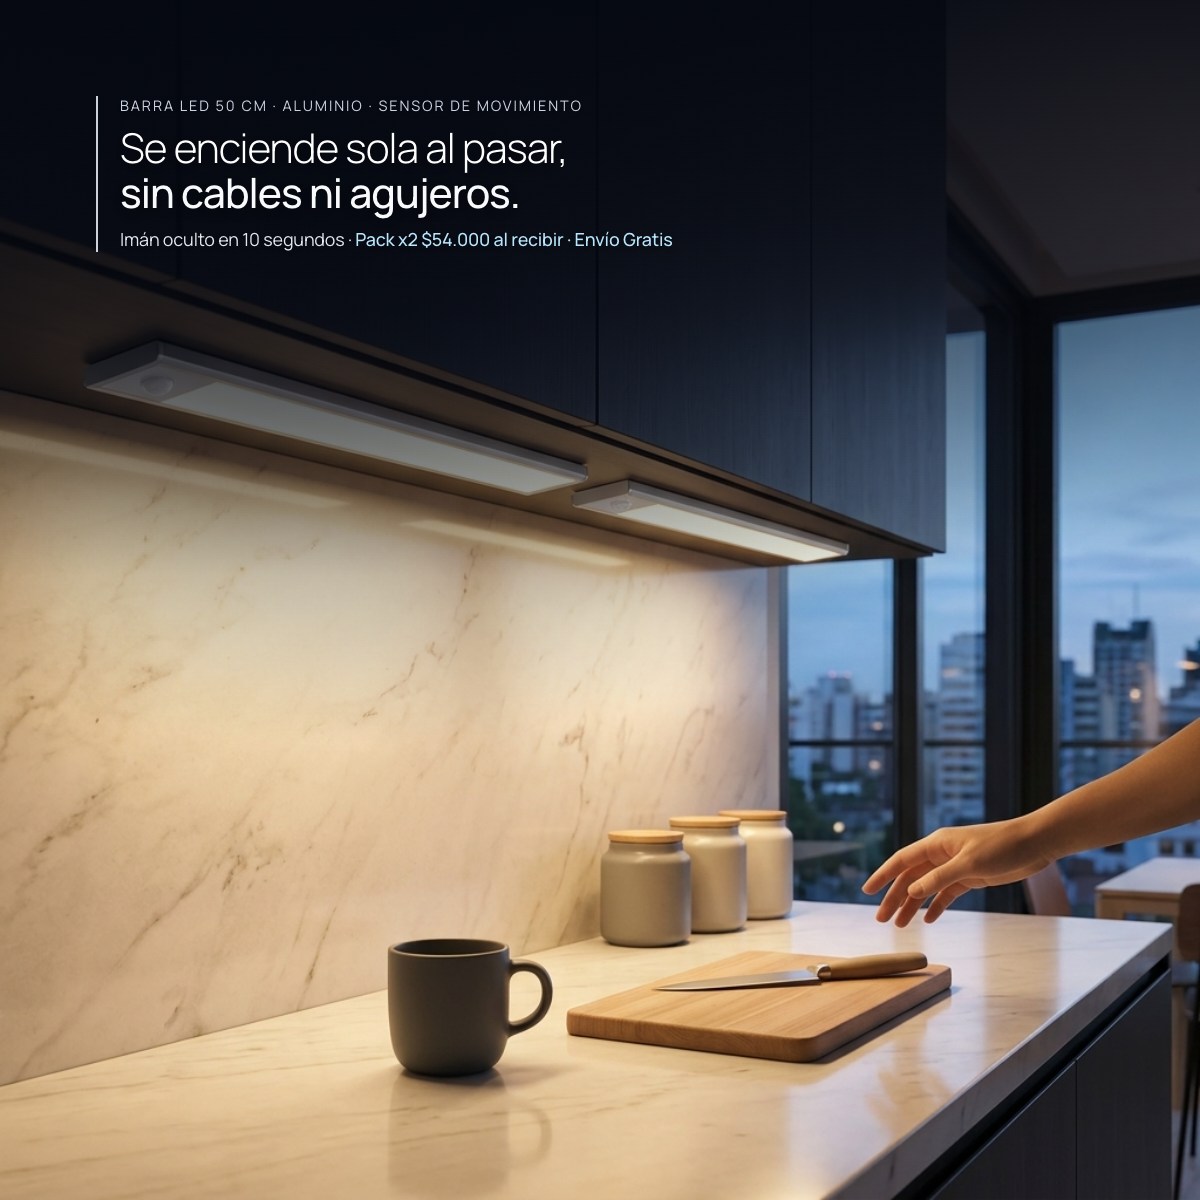 BARRA LED 50 CM · ALUMINIO · SENSOR DE MOVIMIENTO
Se enciende sola al pasar,
sin cables ni agujeros.
Imán oculto en 10 segundos · Pack x2 $54.000 al recibir · Envío Gratis